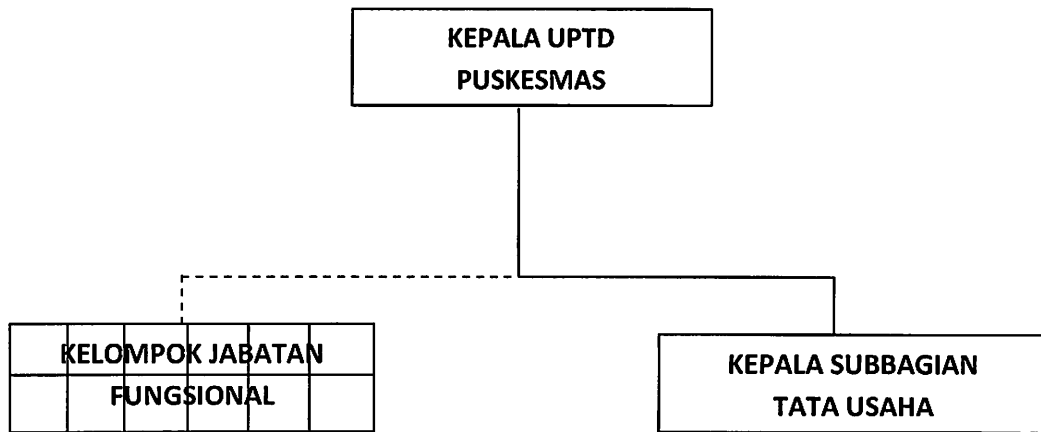 KEPALA UPTD
PUSKESMAS
KELOMPOK JABATAN
FUNGSIONAL
KEPALA SUBBAGIAN
TATA USAHA